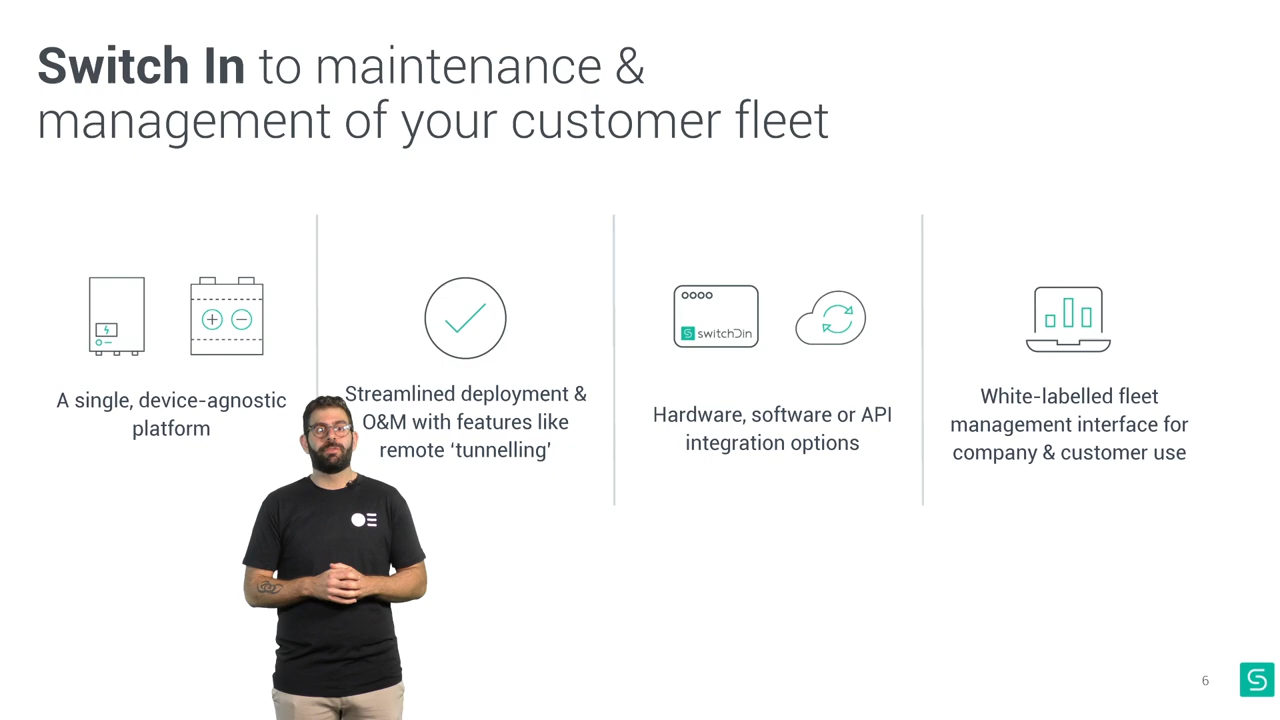 Switch In to maintenance &
management of your customer fleet
A single, device-agnostic
platform
Streamlined deployment &
O&M with features like
remote ‘tunnelling’
switchDin
Hardware, software or API
integration options
White-labelled fleet
management interface for
company & customer use
6